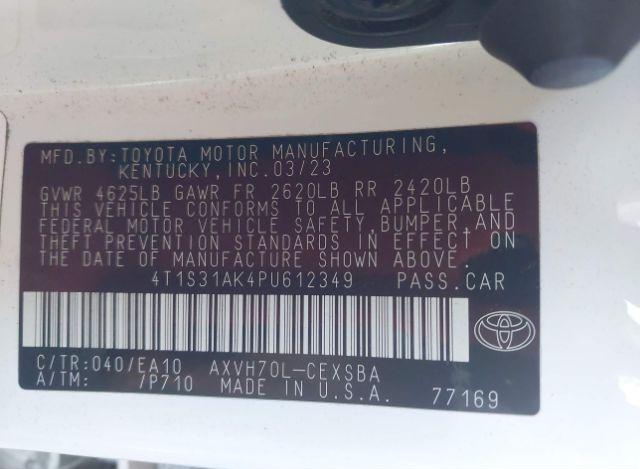 MFD.BY:TOYOTA MOTOR MANUFACTURING,
KENTUCKY,INC.03/23
GVWR 4625LB GAWR FR 2620LB RR 2420LB
THIS VEHICLE CONFORMS TO ALL APPLICABLE
FEDERAL MOTOR VEHICLE SAFETY,BUMPER,AND
THEFT PREVENTION STANDARDS IN EFFECT ON
THE DATE OF MANUFACTURE SHOWN ABOVE.
4T1S31AK4PU612349 PASS.CAR
C/TR:040/EA10 AXVH70L-CEXSBA
A/TM: /P710 MADE IN U.S.A. 77169